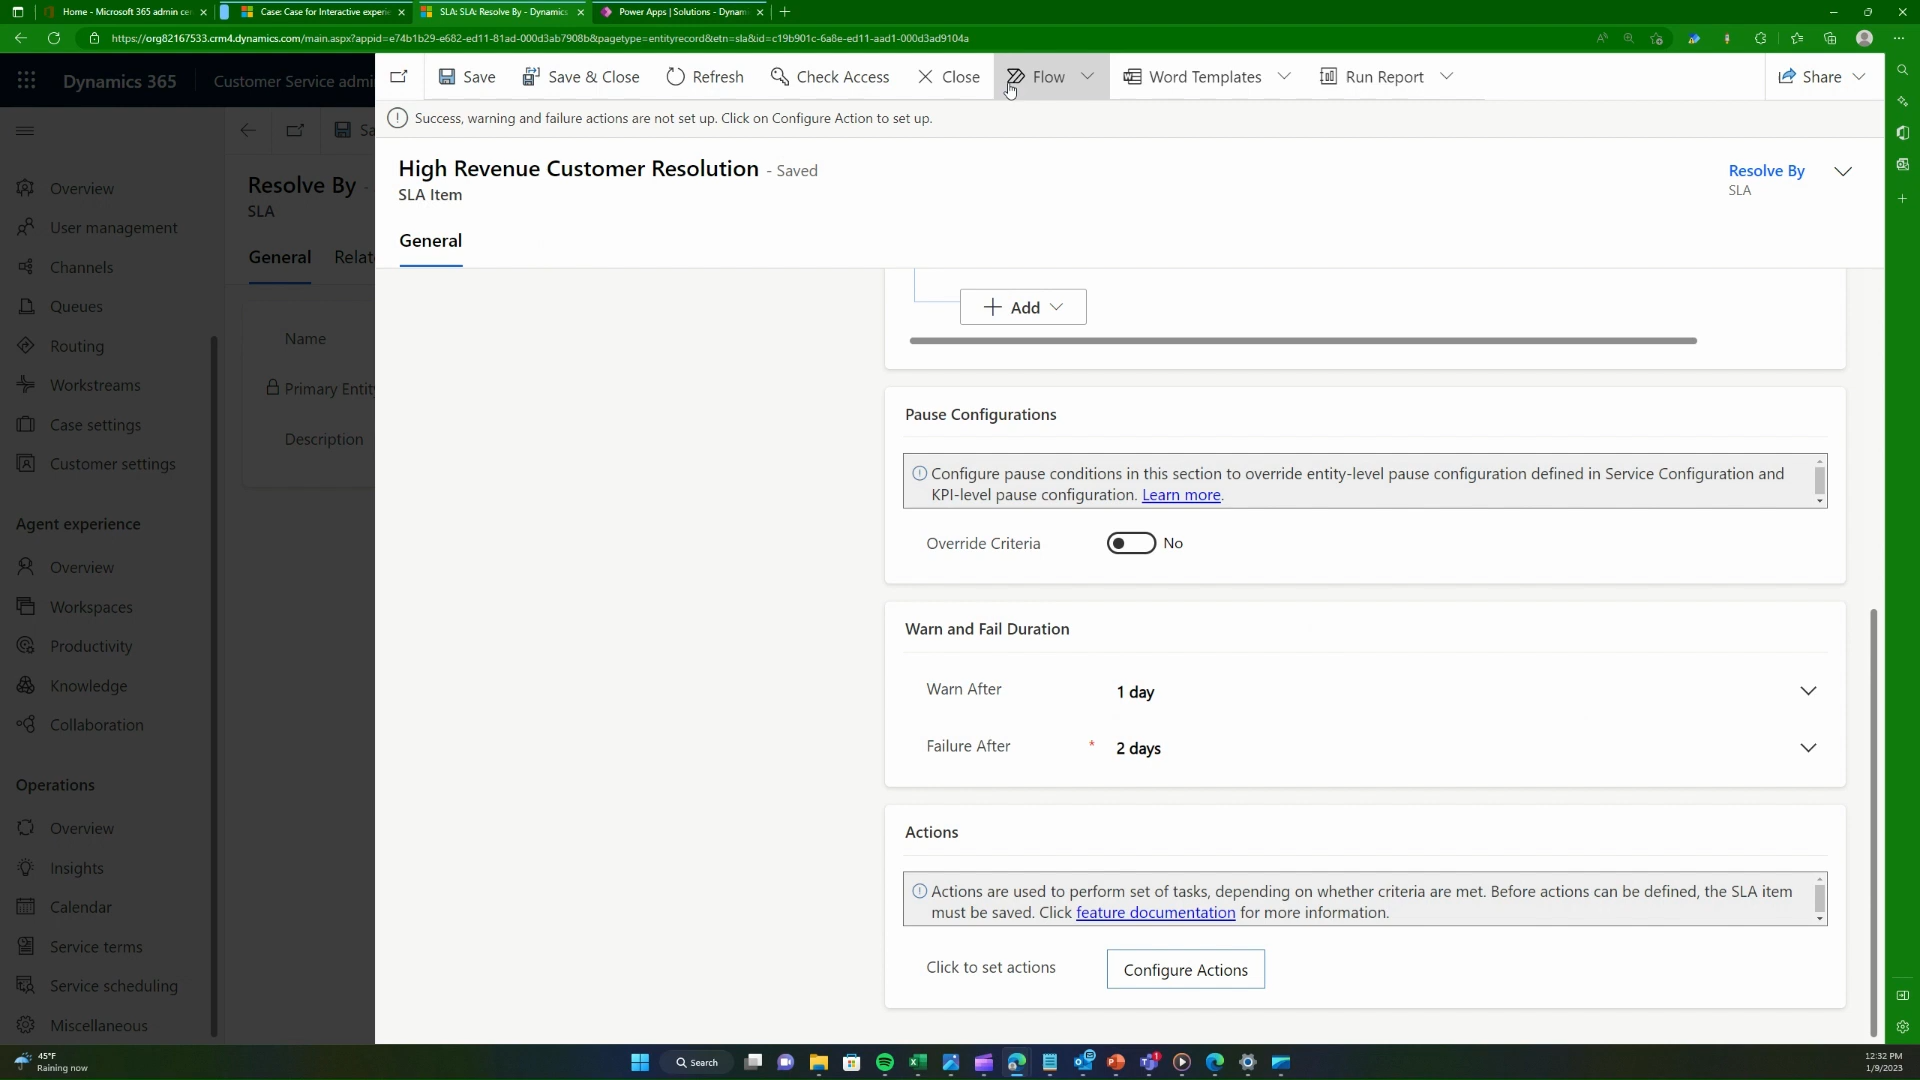 Home - Microsoft 365 admin ce
Case: Case for Interactive experie
SLA: SLA: Resolve By - Dynamics
Power Apps | Solutions - Dynam
https://org82167533.crm4.dynamics.com/main.aspx?appid=e74b1b29-e682-ed11-81ad-000d3ab7908b&pagetype=entityrecord&etn=sla&id=c19b901c-6a8e-ed11-aad1-000d3ad9104a
Dynamics 365
Customer Service admi
Save
Save & Close
Refresh
Check Access
Close
Flow
Word Templates
Run Report
Share
Success, warning and failure actions are not set up. Click on Configure Action to set up.
High Revenue Customer Resolution - Saved
SLA Item
Resolve By
SLA
General
Sa
Resolve By -
SLA
General
Relat
Name
Primary Entit
Description
Overview
User management
Channels
Queues
Routing
Workstreams
Case settings
Customer settings
Agent experience
Overview
Workspaces
Productivity
Knowledge
Collaboration
Operations
Overview
Insights
Calendar
Service terms
Service scheduling
Miscellaneous
Add
Pause Configurations
Configure pause conditions in this section to override entity-level pause configuration defined in Service Configuration and
KPI-level pause configuration. Learn more.
Override Criteria
No
Warn and Fail Duration
Warn After
1 day
Failure After
* 2 days
Actions
Actions are used to perform set of tasks, depending on whether criteria are met. Before actions can be defined, the SLA item
must be saved. Click feature documentation for more information.
Click to set actions
Configure Actions
45°F
Raining now
Search
1
12:32 PM
1/9/2023